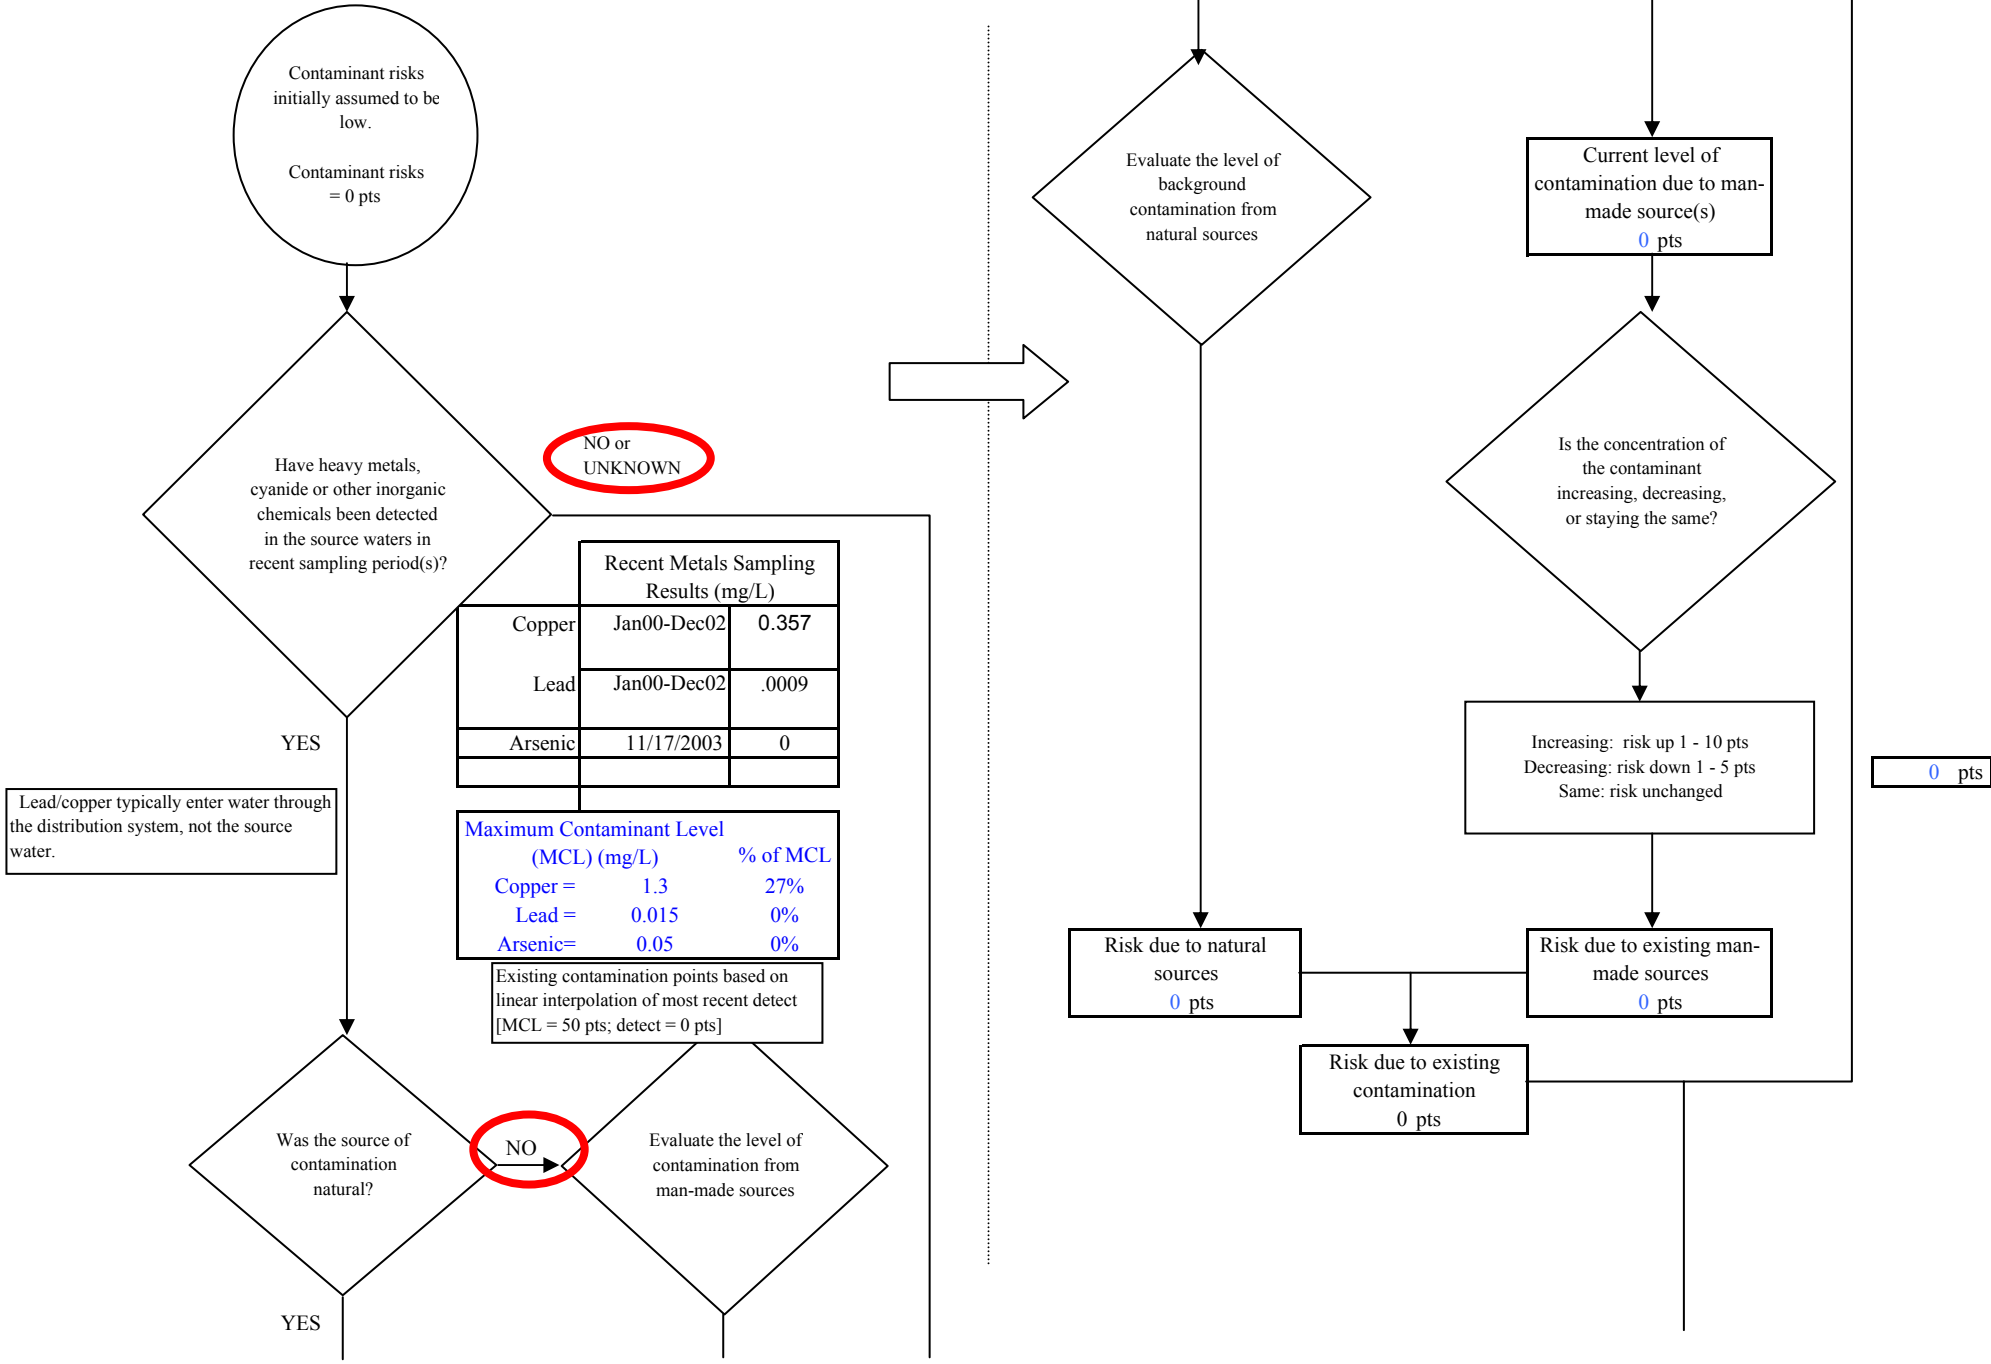 Contaminant risks
initially assumed to be
low.
Contaminant risks
= 0 pts
Have heavy metals,
cyanide or other inorganic
chemicals been detected
in the source waters in
recent sampling period(s)?
NO or
UNKNOWN
Recent Metals Sampling
Results (mg/L)
Copper Jan00-Dec02 0.357
Lead Jan00-Dec02 .0009
Arsenic 11/17/2003 0
YES
Lead/copper typically enter water through
the distribution system, not the source
water.
Maximum Contaminant Level
(MCL) (mg/L) % of MCL
Copper = 1.3 27%
Lead = 0.015 0%
Arsenic= 0.05 0%
Existing contamination points based on
linear interpolation of most recent detect
[MCL = 50 pts; detect = 0 pts]
Was the source of
contamination
natural?
NO
Evaluate the level of
contamination from
man-made sources
YES
Evaluate the level of
background
contamination from
natural sources
Current level of
contamination due to man-
made source(s)
0 pts
Is the concentration of
the contaminant
increasing, decreasing,
or staying the same?
Increasing: risk up 1 - 10 pts
Decreasing: risk down 1 - 5 pts
Same: risk unchanged
0 pts
Risk due to natural
sources
0 pts
Risk due to existing man-
made sources
0 pts
Risk due to existing
contamination
0 pts